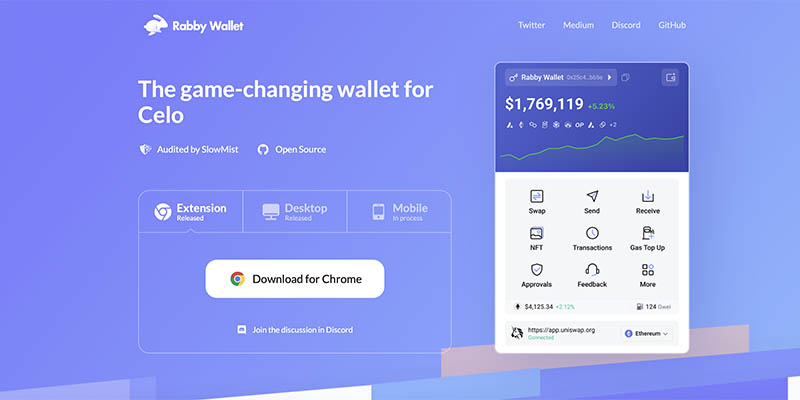 Rabby Wallet
Twitter Medium Discord GitHub
The game-changing wallet for
Celo
Audited by SlowMist Open Source
Extension
Released
Desktop
Released
Mobile
In process
Download for Chrome
Join the discussion in Discord
Rabby Wallet
$1,769,119 +5.23%
OP +2
Swap Send Receive
NFT Transactions Gas Top Up
Approvals Feedback More
$4,125.34 +2.12% 124 Gwei
https://app.uniswap.org
Connected
Ethereum